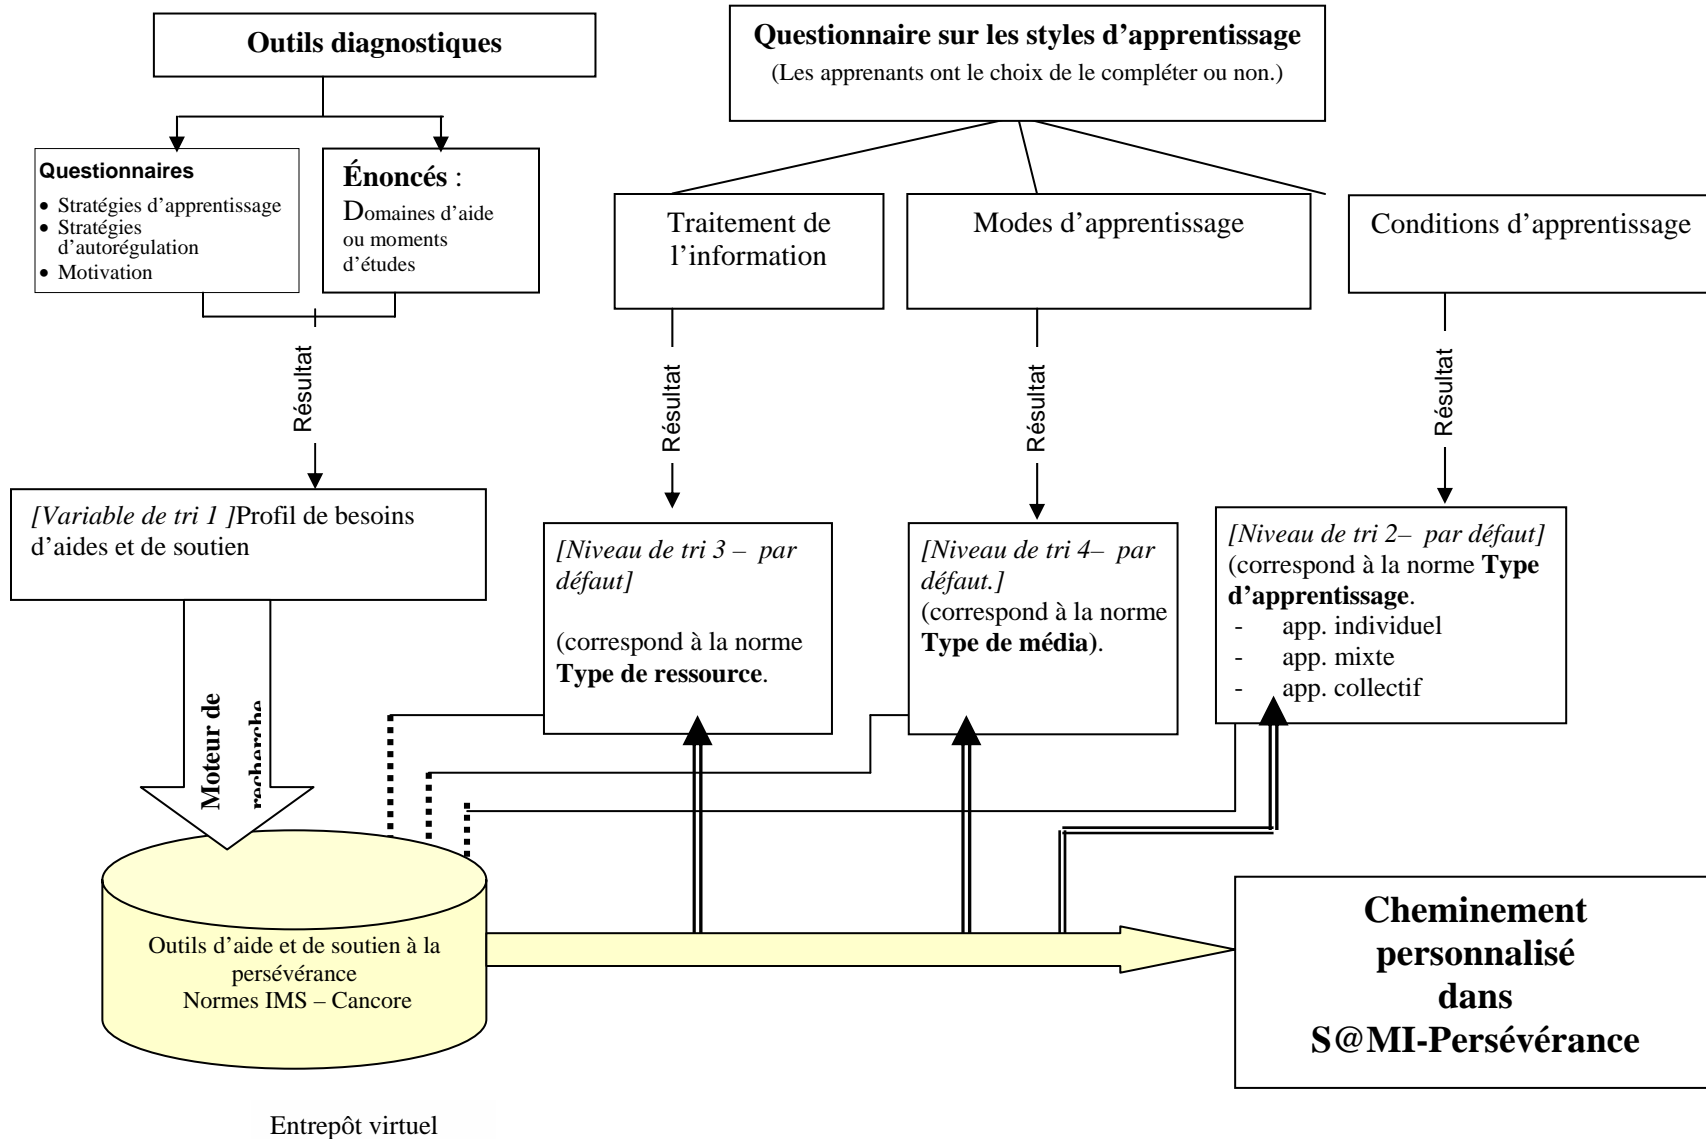 Outils diagnostiques
Questionnaire sur les styles d’apprentissage
(Les apprenants ont le choix de le compléter ou non.)
Questionnaires
• Stratégies d’apprentissage
• Stratégies
d’autorégulation
• Motivation
Énoncés :
Domaines d’aide
ou moments
d’études
Traitement de
l’information
Modes d’apprentissage
Conditions d’apprentissage
Résultat
Résultat
Résultat
Résultat
[Variable de tri 1 ]Profil de besoins
d’aides et de soutien
[Niveau de tri 3 – par
défaut]
(correspond à la norme
Type de ressource.
[Niveau de tri 4– par
défaut.]
(correspond à la norme
Type de média).
[Niveau de tri 2– par défaut]
(correspond à la norme Type
d’apprentissage.
- app. individuel
- app. mixte
- app. collectif
Moteur de
recherche
Outils d’aide et de soutien à la
persévérance
Normes IMS – Cancore
Cheminement
personnalisé
dans
S@MI-Persévérance
Entrepôt virtuel